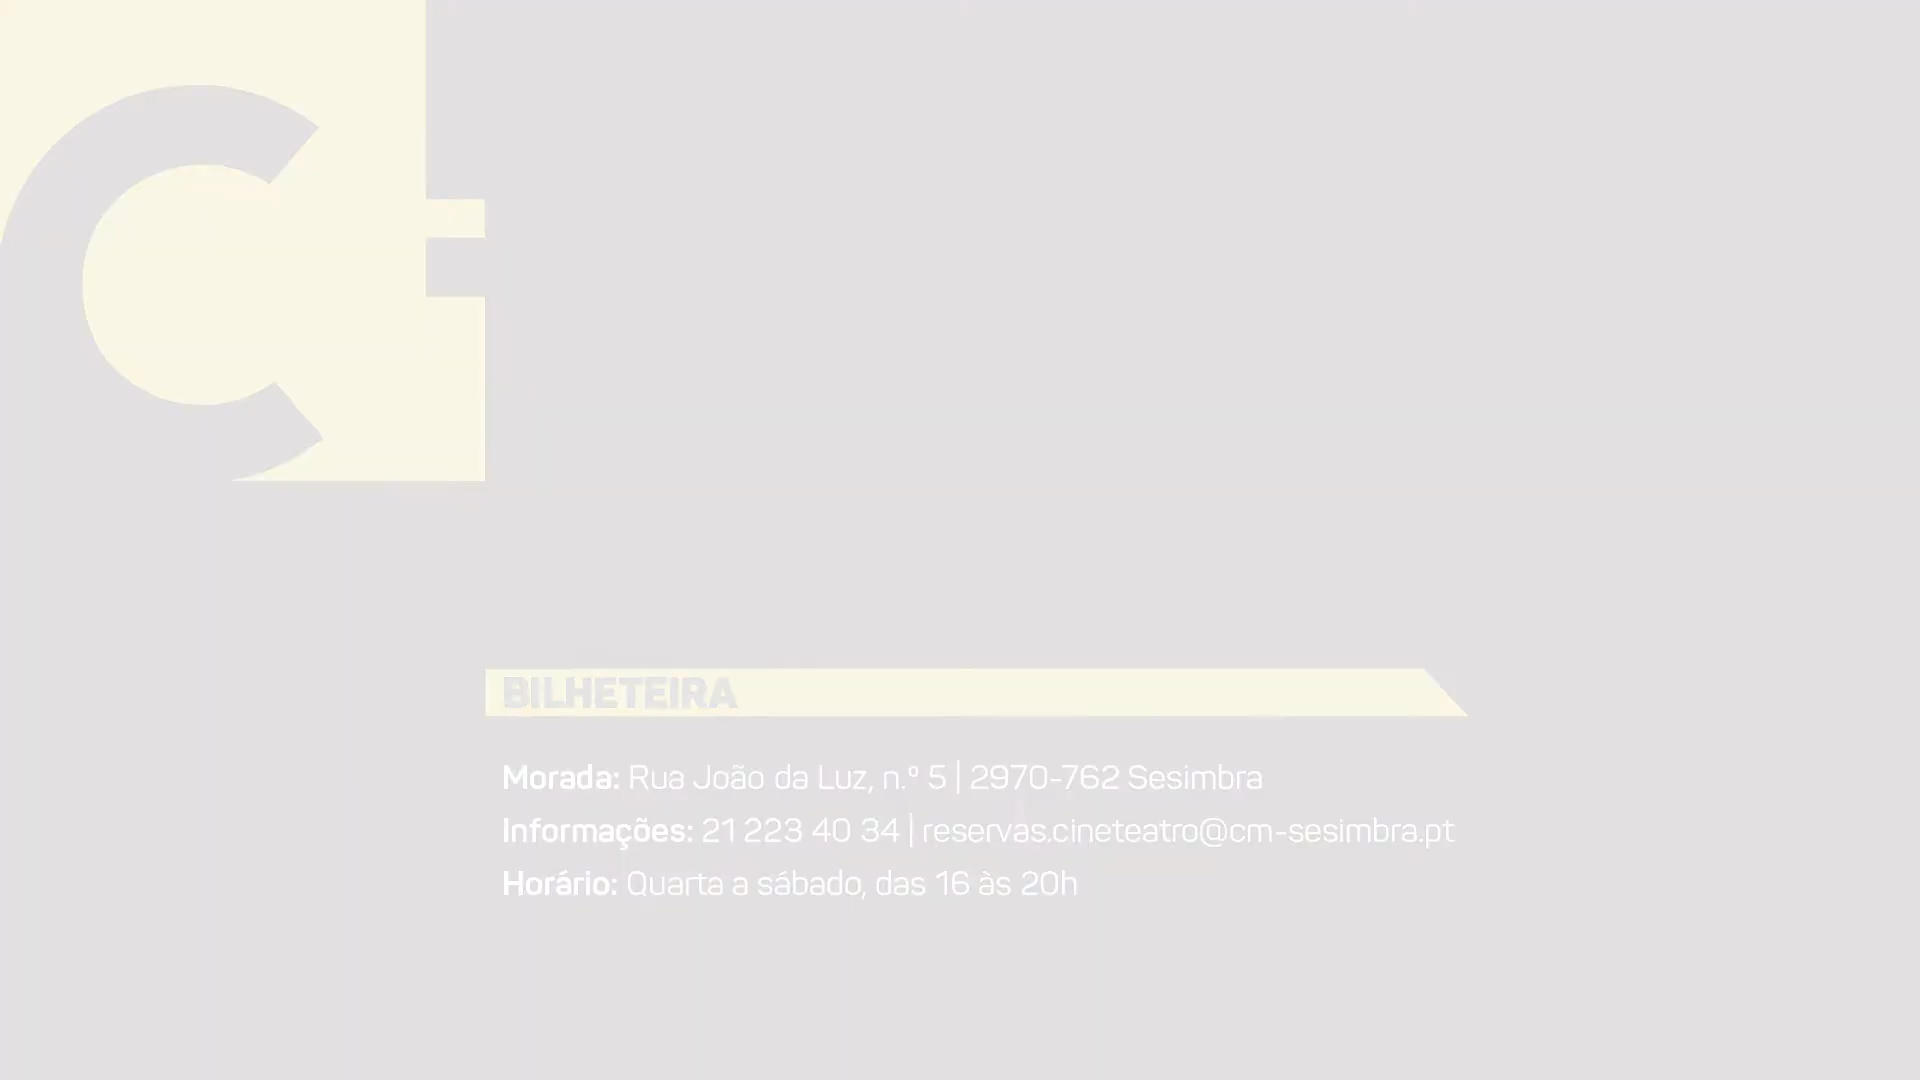 BILHETEIRA
Morada: Rua João da Luz, n.º 5 | 2970-762 Sesimbra
Informações: 21 223 40 34 | reservas.cineteatro@cm-sesimbra.pt
Horário: Quarta a sábado, das 16 às 20h